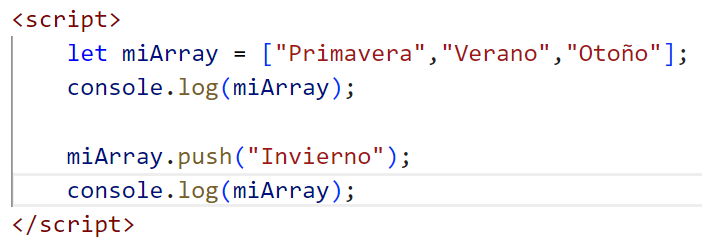 <script>
let miArray = ["Primavera","Verano","Otoño"];
console.log(miArray);
miArray.push("Invierno");
console.log(miArray);
</script>